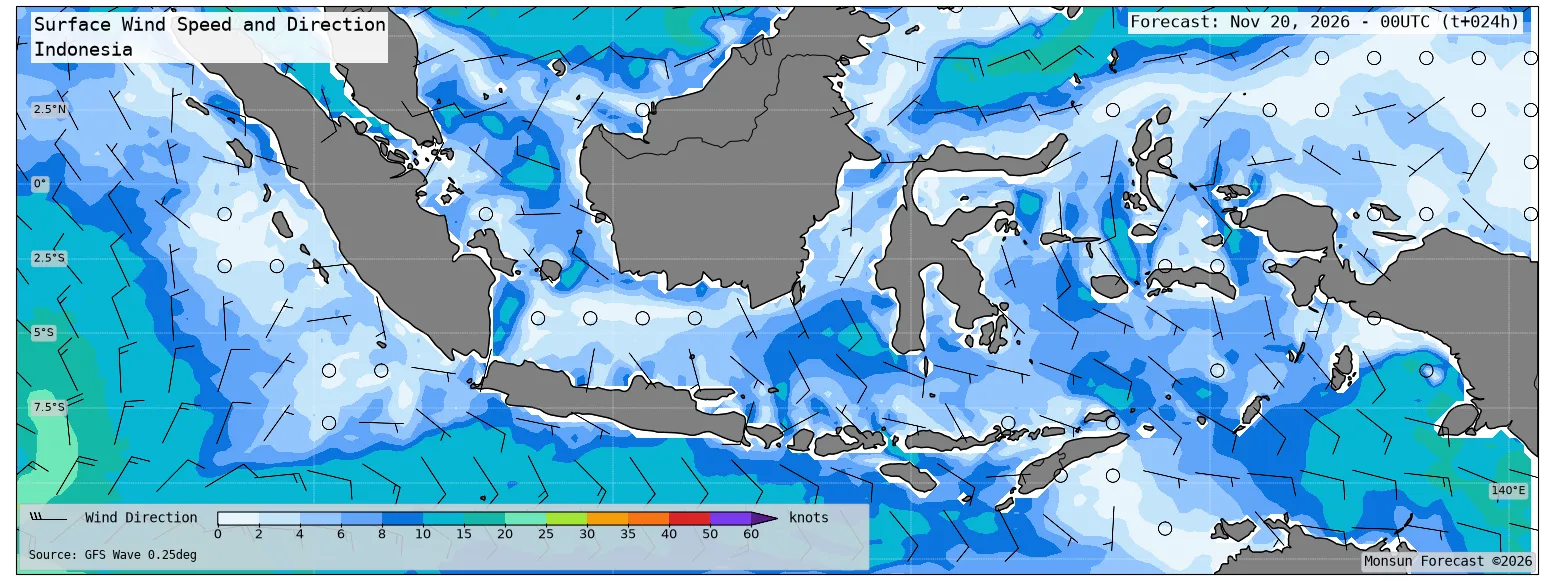 Surface Wind Speed and Direction
Indonesia
Forecast: Nov 20, 2026 - 00UTC (t+024h)
2.5°N
0°
2.5°S
5°S
7.5°S
140°E
Wind Direction
0 2 4 6 8 10 15 20 25 30 35 40 50 60 knots
Source: GFS Wave 0.25deg
Monsun Forecast ©2026